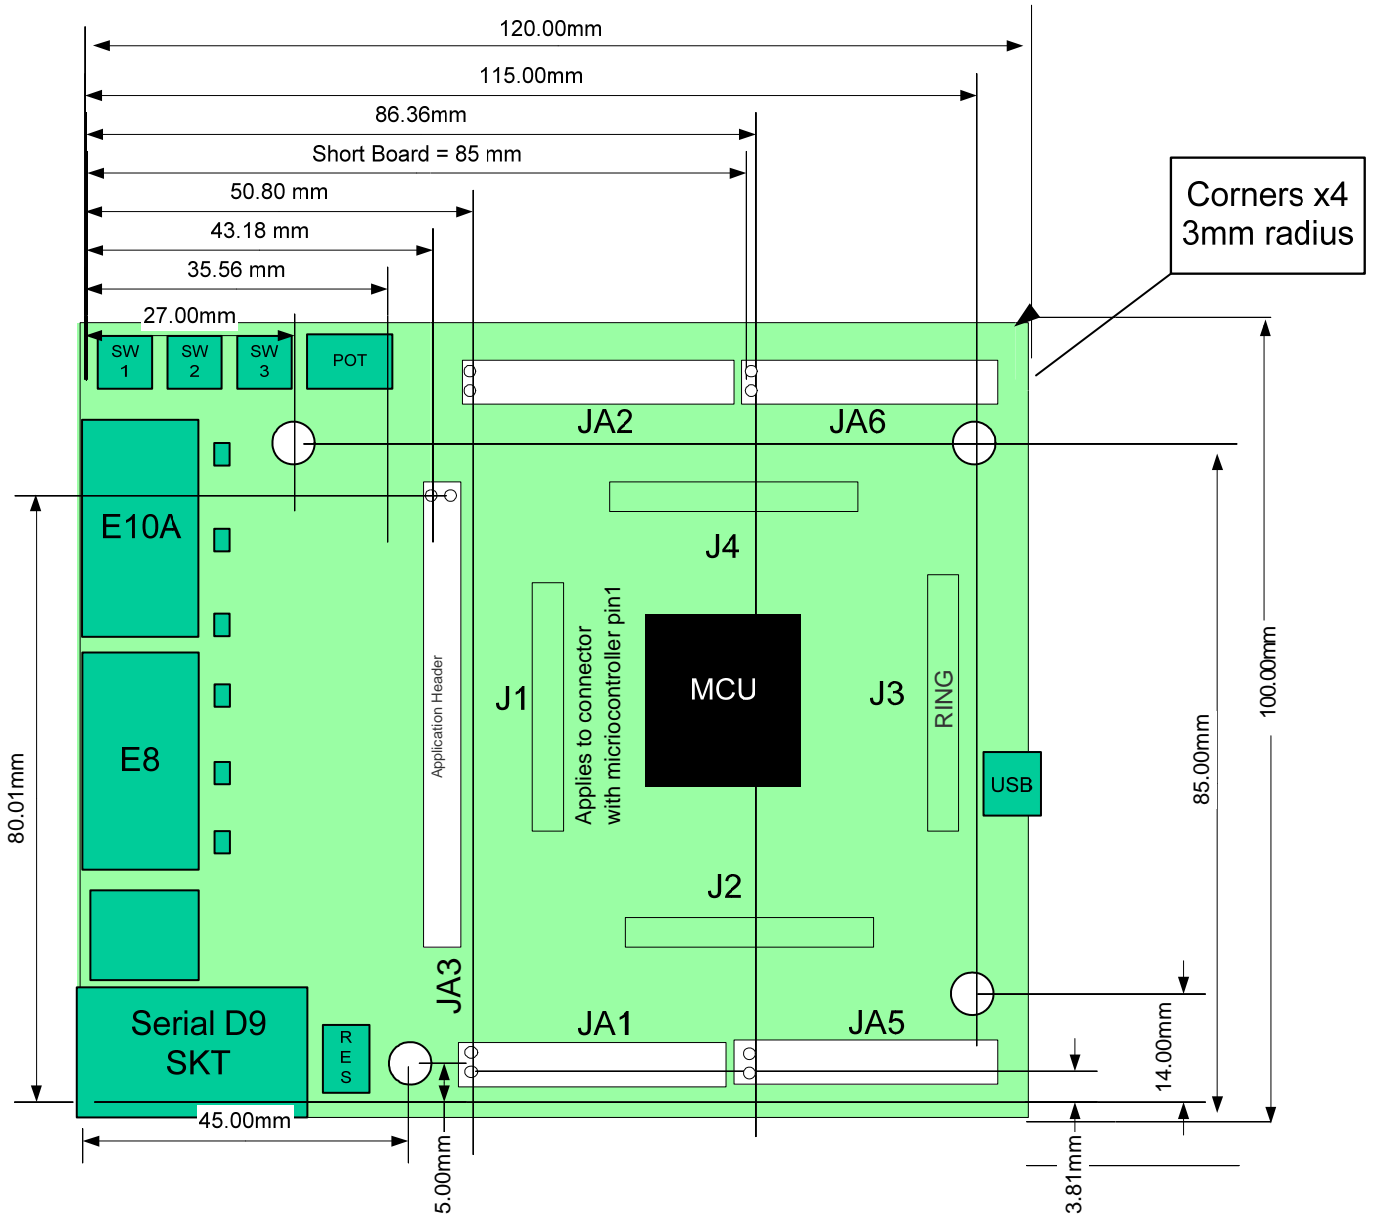 120.00mm
115.00mm
86.36mm
Short Board = 85 mm
50.80 mm
43.18 mm
35.56 mm
27.00mm
Corners x4
3mm radius
SW
1
SW
2
SW
3
POT
JA2
JA6
E10A
J4
Applies to connector
with micriocontroller pin1
J1
MCU
J3
RING
Application Header
E8
USB
80.01mm
85.00mm
100.00mm
J2
JA3
Serial D9
SKT
R
E
S
JA1
JA5
14.00mm
45.00mm
5.00mm
3.81mm